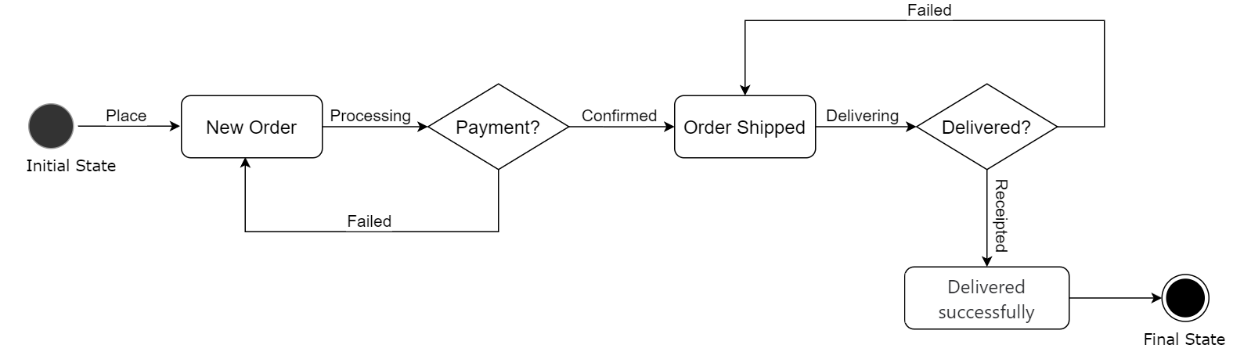 Failed
Place
New Order
Processing
Payment?
Confirmed
Order Shipped
Delivering
Delivered?
Initial State
Failed
Receipted
Delivered
successfully
Final State